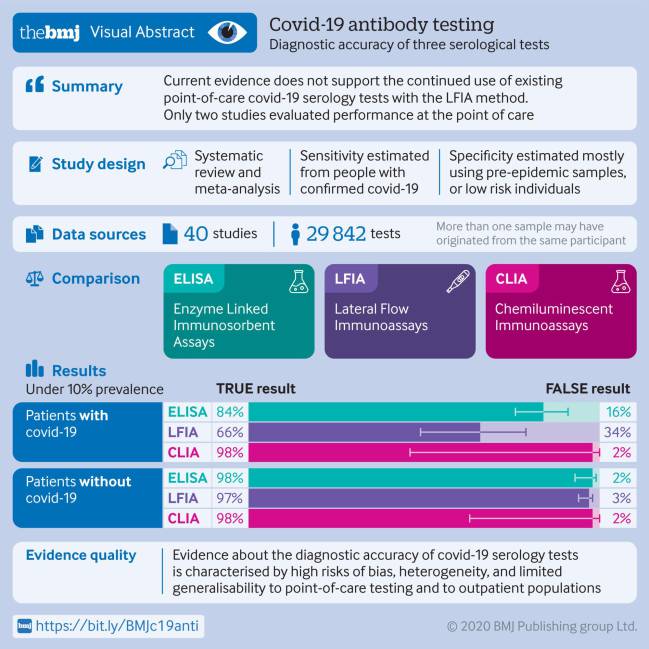 thebmj Visual Abstract
Covid-19 antibody testing
Diagnostic accuracy of three serological tests
Summary
Current evidence does not support the continued use of existing
point-of-care covid-19 serology tests with the LFIA method.
Only two studies evaluated performance at the point of care
Study design
Systematic
review and
meta-analysis
Sensitivity estimated
from people with
confirmed covid-19
Specificity estimated mostly
using pre-epidemic samples,
or low risk individuals
Data sources
40 studies
29 842 tests
More than one sample may have
originated from the same participant
Comparison
ELISA
Enzyme Linked
Immunosorbent
Assays
LFIA
Lateral Flow
Immunoassays
CLIA
Chemiluminescent
Immunoassays
Results
Under 10% prevalence
TRUE result
FALSE result
Patients with
covid-19
ELISA 84% 16%
LFIA 66% 34%
CLIA 98% 2%
Patients without
covid-19
ELISA 98% 2%
LFIA 97% 3%
CLIA 98% 2%
Evidence quality
Evidence about the diagnostic accuracy of covid-19 serology tests
is characterised by high risks of bias, heterogeneity, and limited
generalisability to point-of-care testing and to outpatient populations
bmj https://bit.ly/BMJc19anti
© 2020 BMJ Publishing group Ltd.